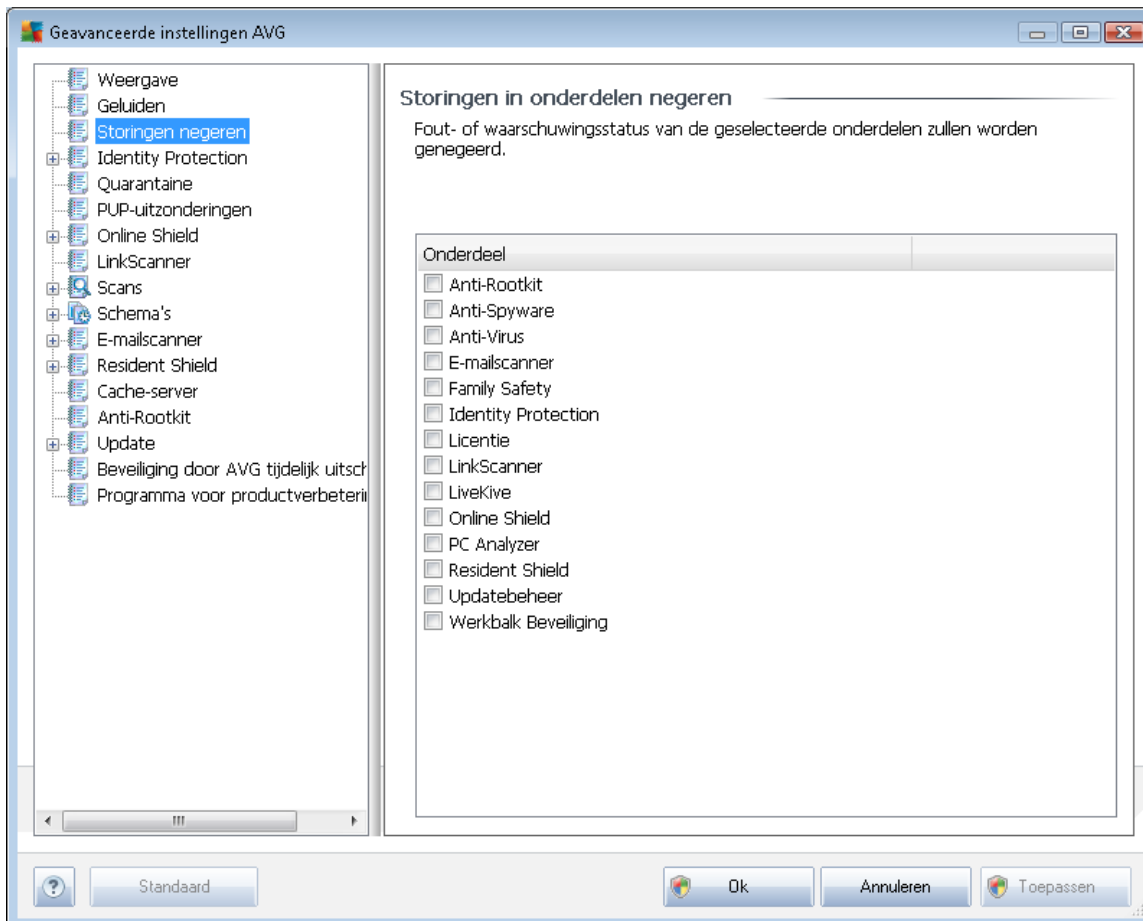 Geavanceerde instellingen AVG
Weergave
Geluiden
Storingen negeren
Identity Protection
Quarantaine
PUP-uitzonderingen
Online Shield
LinkScanner
Scans
Schema's
E-mailscanner
Resident Shield
Cache-server
Anti-Rootkit
Update
Beveiliging door AVG tijdelijk uitsch
Programma voor productverbeterin
Storingen in onderdelen negeren
Fout- of waarschuwingsstatus van de geselecteerde onderdelen zullen worden
genegeerd.
Onderdeel
Anti-Rootkit
Anti-Spyware
Anti-Virus
E-mailscanner
Family Safety
Identity Protection
Licentie
LinkScanner
LiveKive
Online Shield
PC Analyzer
Resident Shield
Updatebeheer
Werkbalk Beveiliging
?
Standaard
Ok
Annuleren
Toepassen